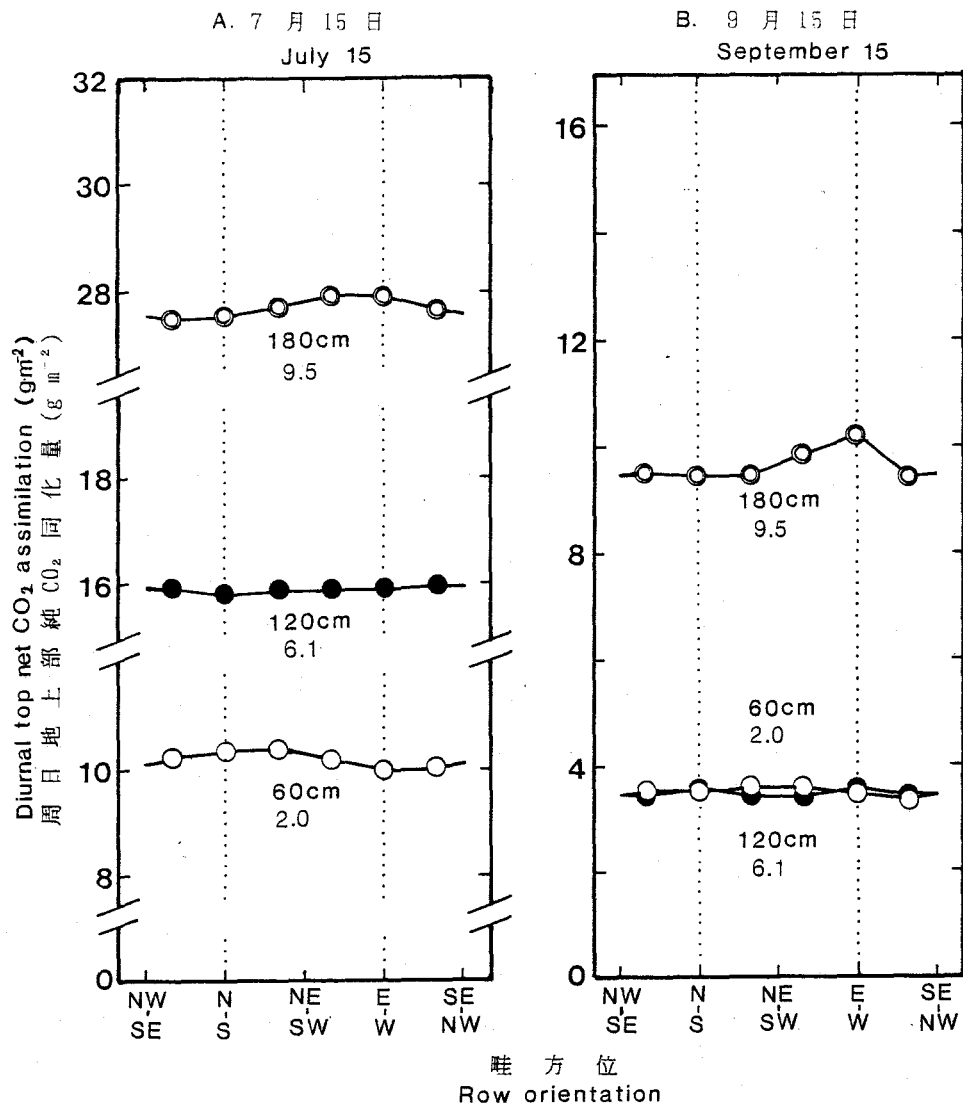 A. 7 月 15 日
July 15
B. 9 月 15 日
September 15
Diurnal top net CO₂ assimilation (gm⁻²)
周日地上部純 CO₂ 同化量 (g m⁻²)
32
30
28
18
16
10
8
0
180cm
9.5
120cm
6.1
60cm
2.0
NW-SE
N-S
NE-SW
E-W
SE-NW
16
12
8
4
0
180cm
9.5
60cm
2.0
120cm
6.1
NW-SE
N-S
NE-SW
E-W
SE-NW
畦 方 位
Row orientation